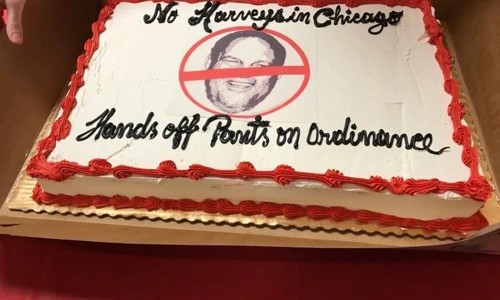 No Harveys in Chicago
Hands off Pants on Ordinance